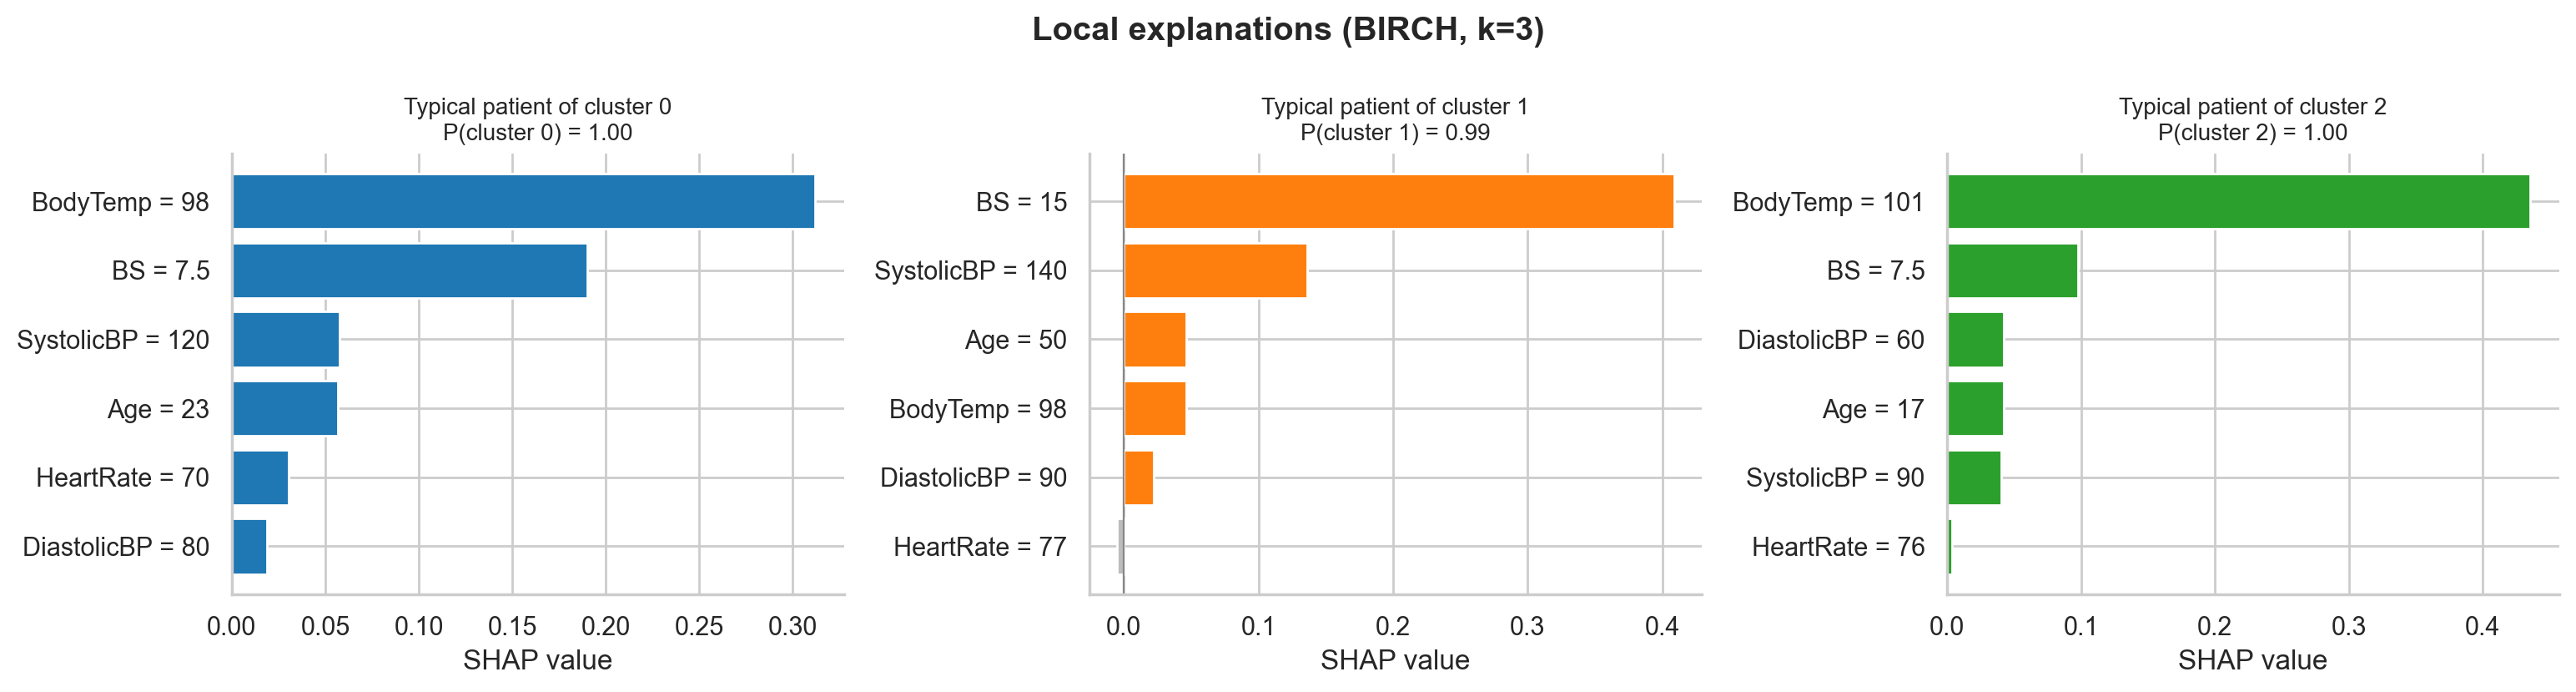 Local explanations (BIRCH, k=3)
Typical patient of cluster 0
P(cluster 0) = 1.00
BodyTemp = 98
BS = 7.5
SystolicBP = 120
Age = 23
HeartRate = 70
DiastolicBP = 80
0.00 0.05 0.10 0.15 0.20 0.25 0.30
SHAP value
Typical patient of cluster 1
P(cluster 1) = 0.99
BS = 15
SystolicBP = 140
Age = 50
BodyTemp = 98
DiastolicBP = 90
HeartRate = 77
0.0 0.1 0.2 0.3 0.4
SHAP value
Typical patient of cluster 2
P(cluster 2) = 1.00
BodyTemp = 101
BS = 7.5
DiastolicBP = 60
Age = 17
SystolicBP = 90
HeartRate = 76
0.0 0.1 0.2 0.3 0.4
SHAP value